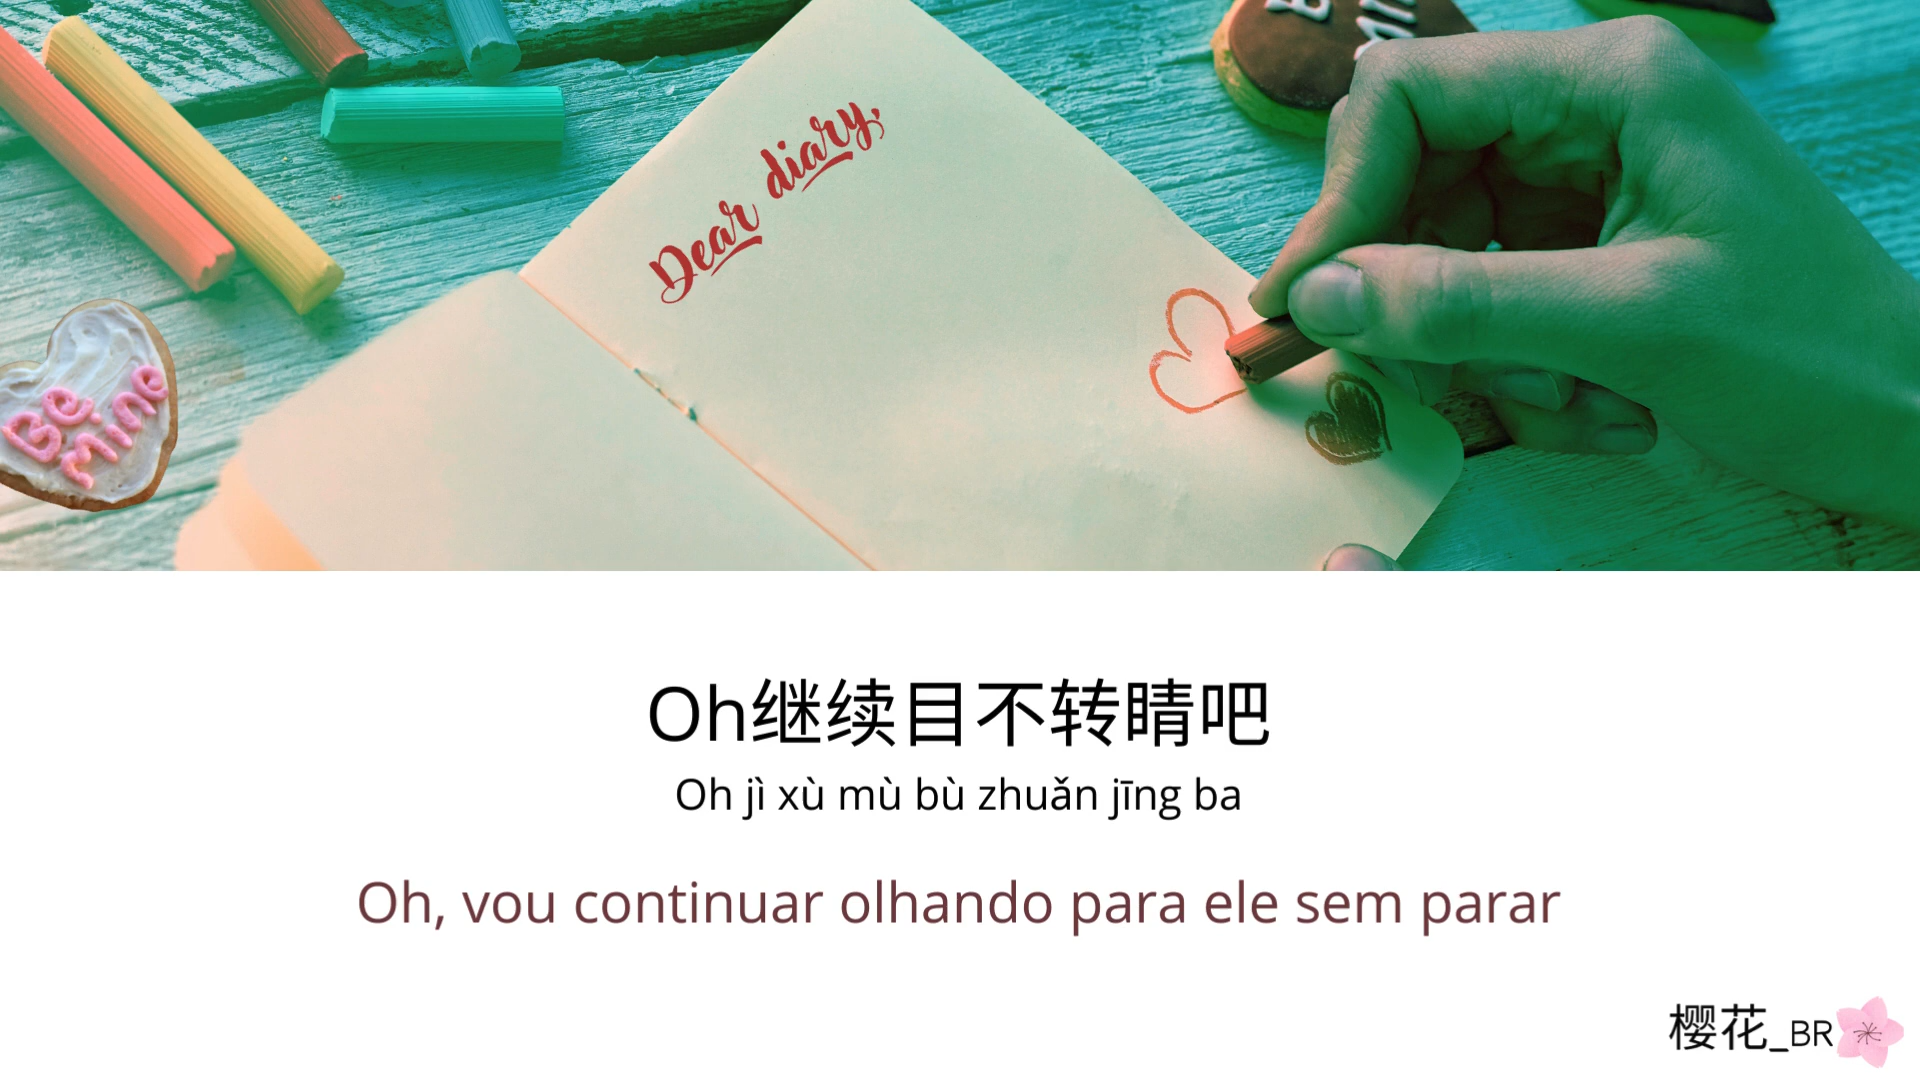 Dear diary,
Be
Mine
Oh继续目不转睛吧
Oh jì xù mù bù zhuǎn jīng ba
Oh, vou continuar olhando para ele sem parar
樱花_BR